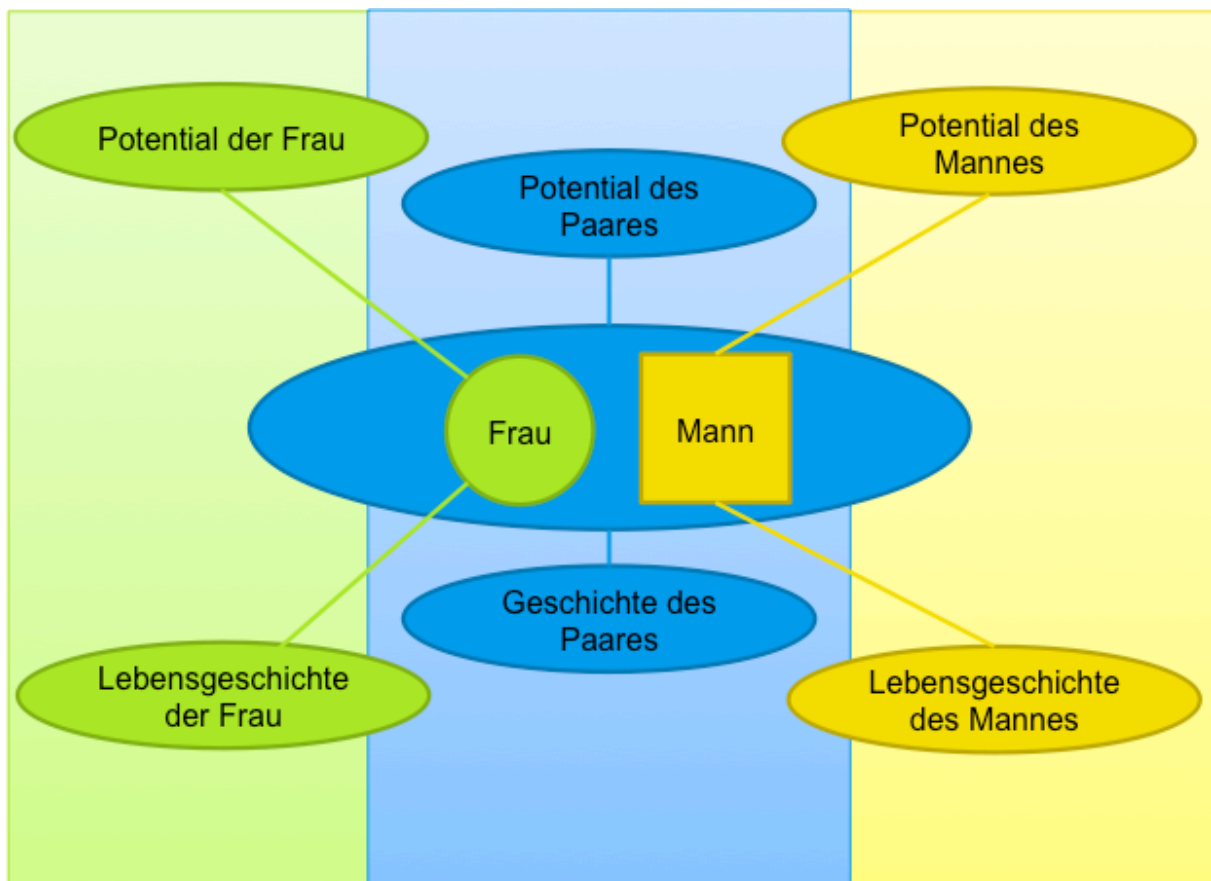 Potential der Frau
Potential des
Mannes
Potential des
Paares
Frau
Mann
Geschichte des
Paares
Lebensgeschichte
der Frau
Lebensgeschichte
des Mannes